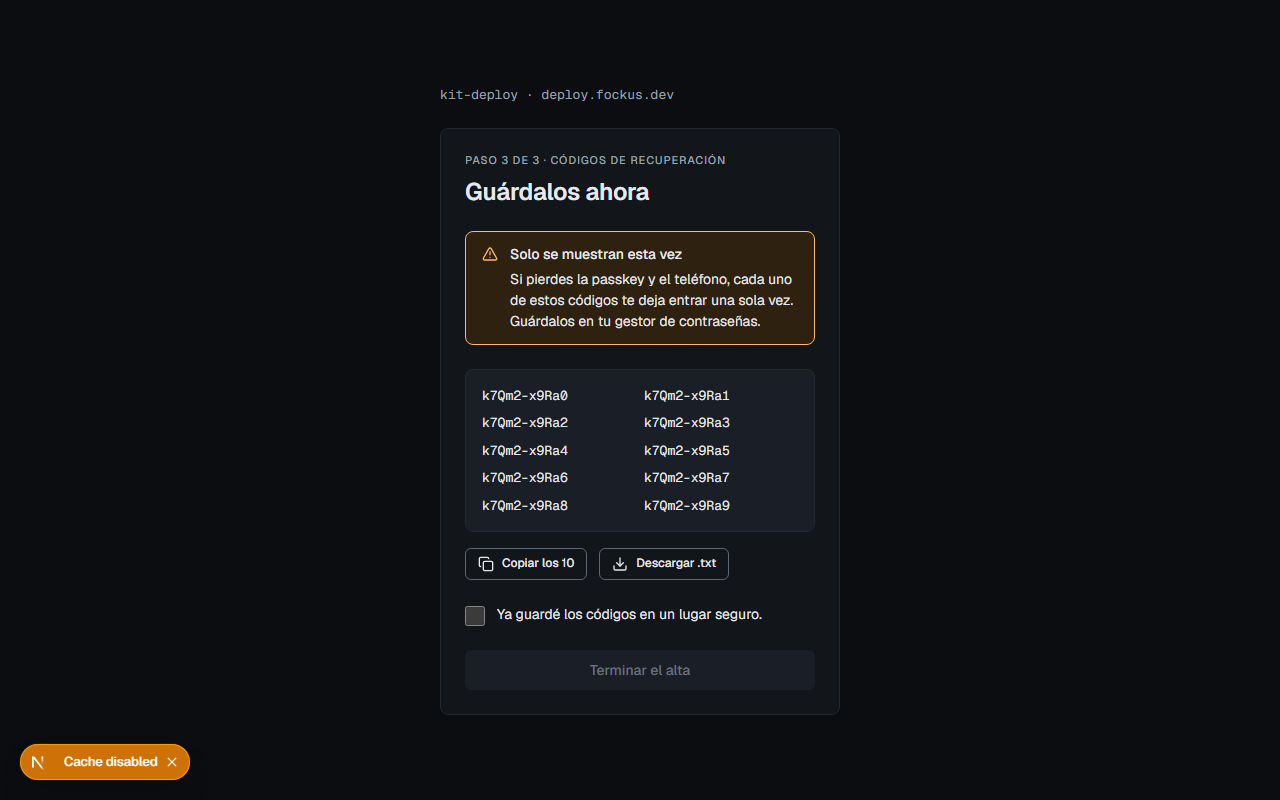 kit-deploy · deploy.fockus.dev
PASO 3 DE 3 · CÓDIGOS DE RECUPERACIÓN
Guárdalos ahora
Solo se muestran esta vez
Si pierdes la passkey y el teléfono, cada uno
de estos códigos te deja entrar una sola vez.
Guárdalos en tu gestor de contraseñas.
k7Qm2-x9Ra0 k7Qm2-x9Ra1
k7Qm2-x9Ra2 k7Qm2-x9Ra3
k7Qm2-x9Ra4 k7Qm2-x9Ra5
k7Qm2-x9Ra6 k7Qm2-x9Ra7
k7Qm2-x9Ra8 k7Qm2-x9Ra9
Copiar los 10 Descargar .txt
Ya guardé los códigos en un lugar seguro.
Terminar el alta
N Cache disabled